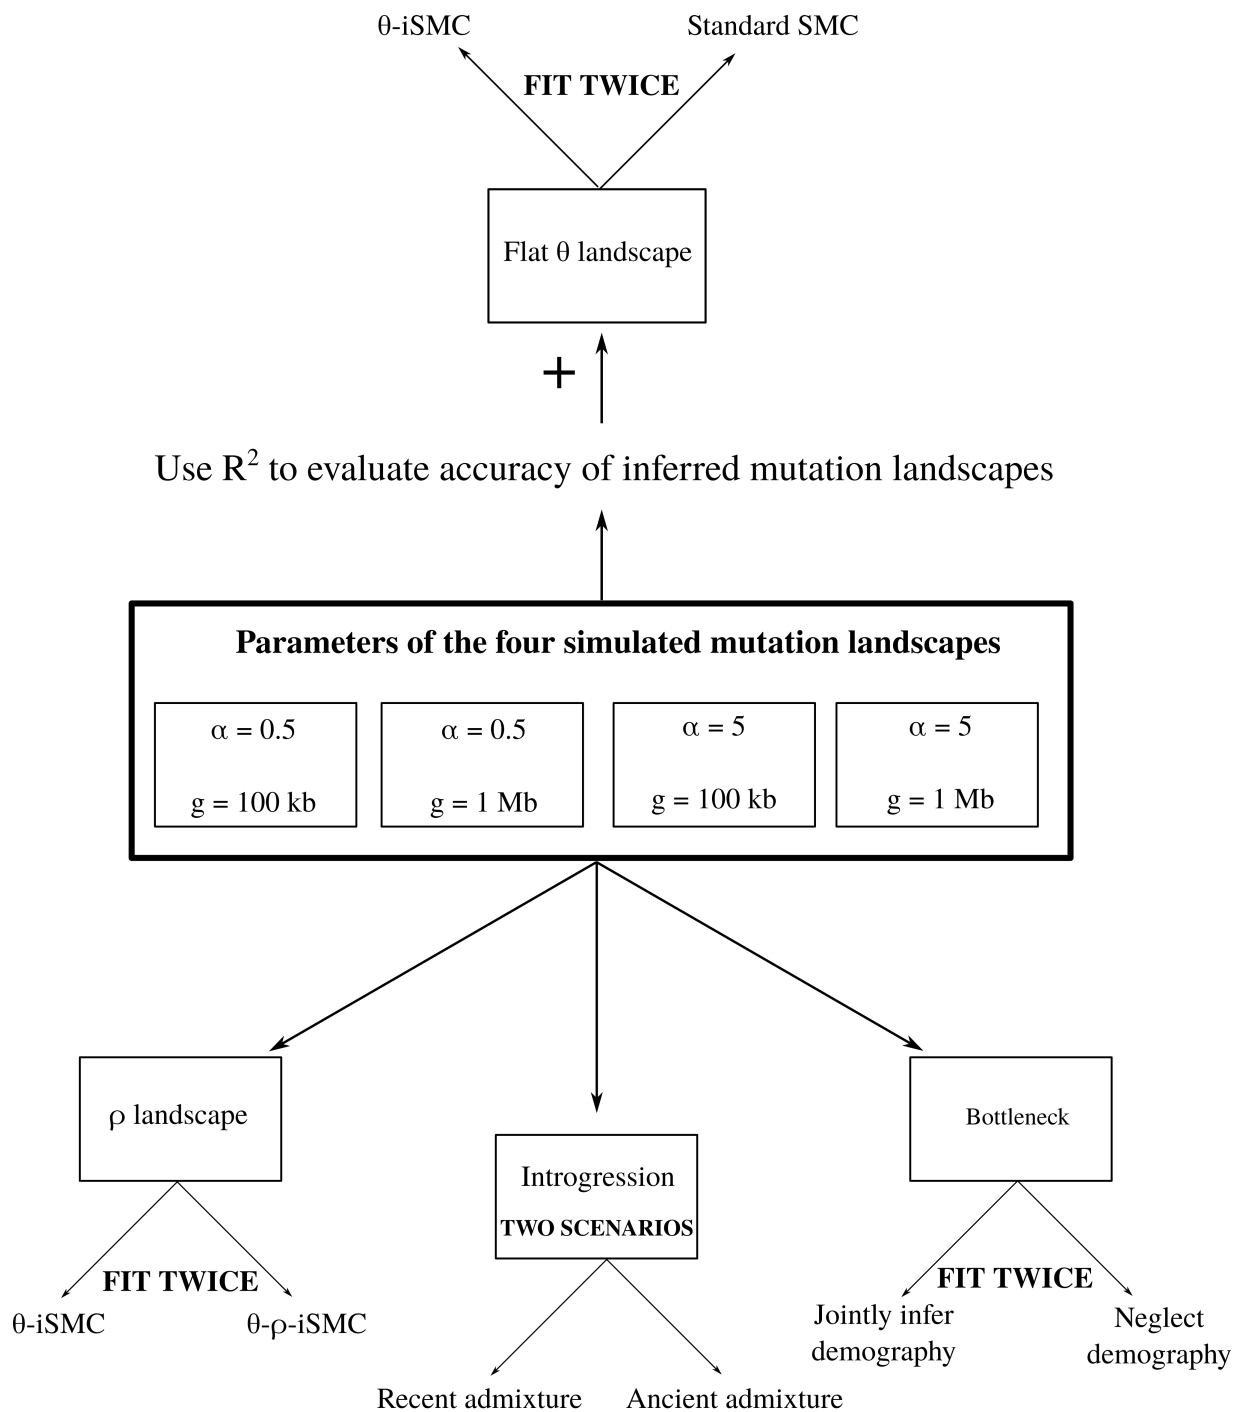 θ-iSMC
Standard SMC
FIT TWICE
Flat θ landscape
+
Use R² to evaluate accuracy of inferred mutation landscapes
Parameters of the four simulated mutation landscapes
α = 0.5
g = 100 kb
α = 0.5
g = 1 Mb
α = 5
g = 100 kb
α = 5
g = 1 Mb
ρ landscape
FIT TWICE
θ-iSMC
θ-ρ-iSMC
Introgression
TWO SCENARIOS
Recent admixture
Ancient admixture
Bottleneck
FIT TWICE
Jointly infer
demography
Neglect
demography